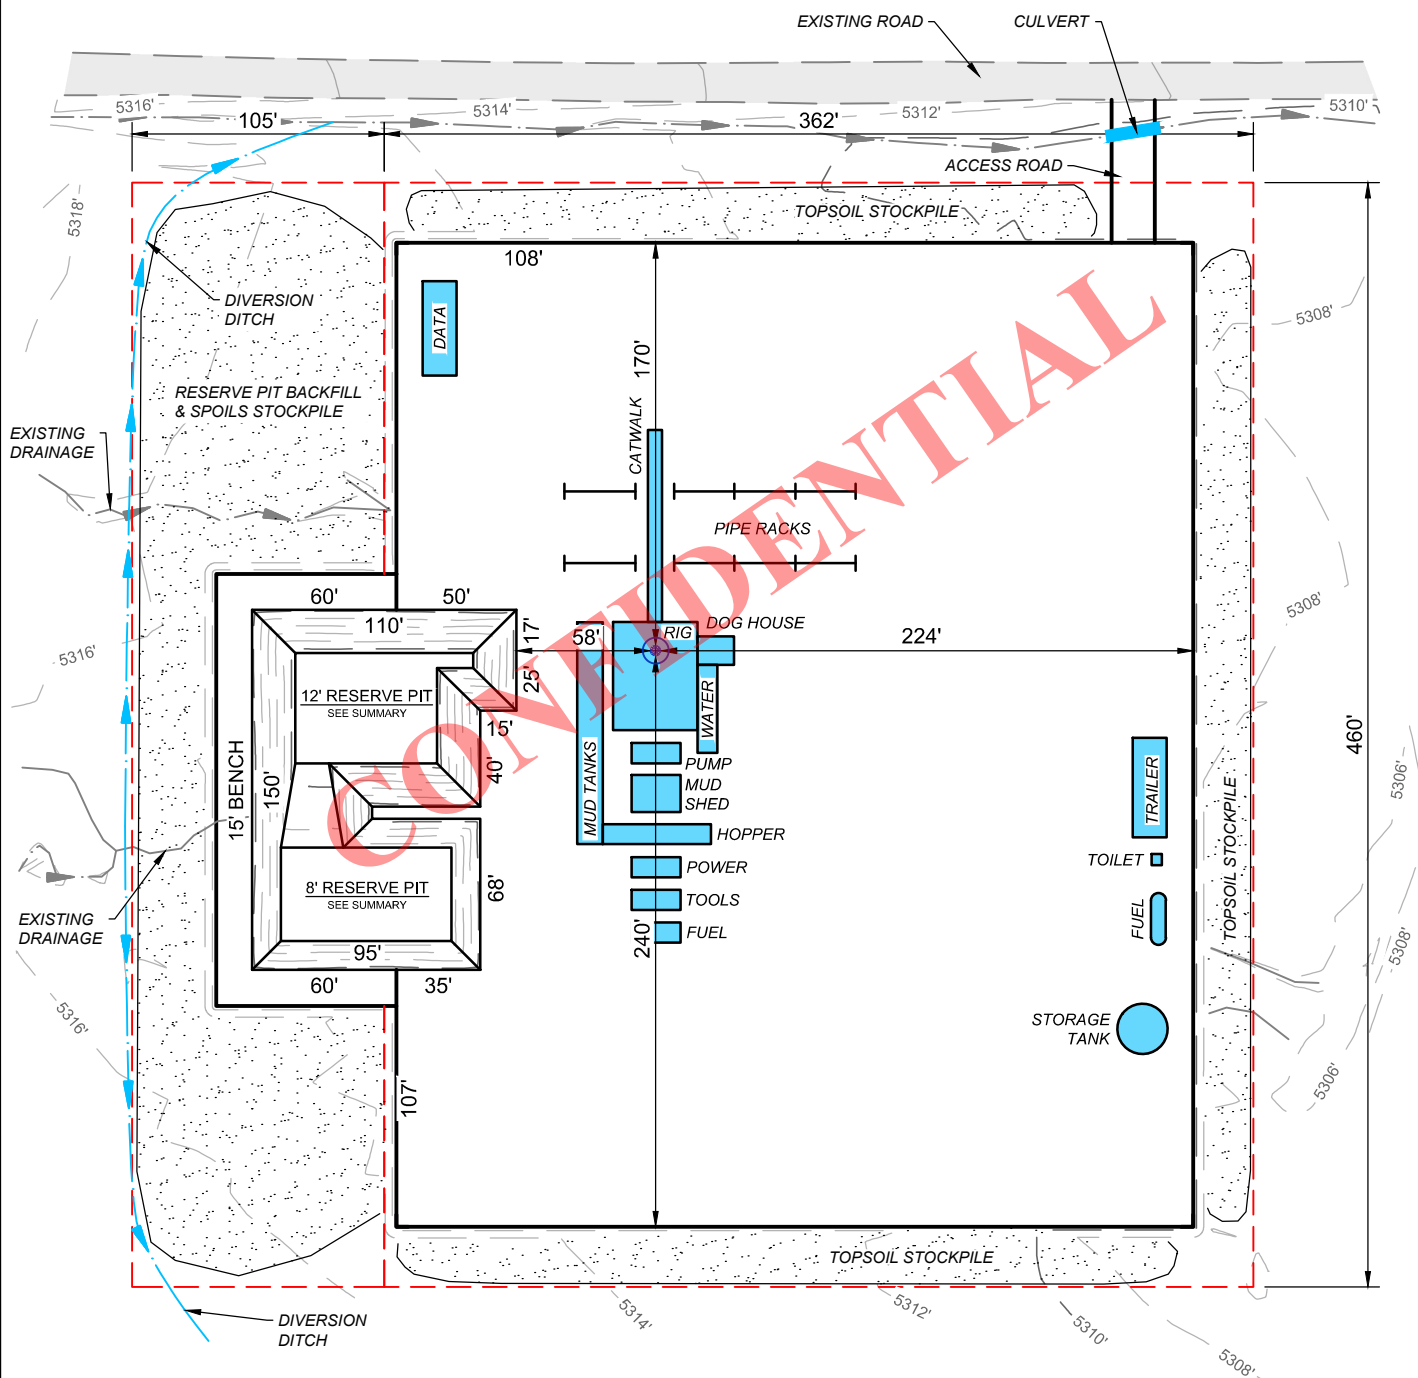 EXISTING ROAD
CULVERT
5316'
5314'
5312'
5310'
105'
362'
ACCESS ROAD
5318'
TOPSOIL STOCKPILE
108'
DIVERSION
DITCH
DATA
170'
5308'
RESERVE PIT BACKFILL
& SPOILS STOCKPILE
CATWALK
EXISTING
DRAINAGE
PIPE RACKS
CONFIDENTIAL
60'
50'
110'
17'
58'
RIG
DOG HOUSE
224'
5308'
5316'
25'
12' RESERVE PIT
SEE SUMMARY
15'
WATER
460'
40'
PUMP
MUD
SHED
MUD TANKS
HOPPER
15' BENCH
150'
TRAILER
5306'
TOILET
POWER
TOOLS
FUEL
8' RESERVE PIT
SEE SUMMARY
68'
FUEL
TOPSOIL STOCKPILE
EXISTING
DRAINAGE
95'
240'
5308'
60'
35'
5316'
STORAGE
TANK
107'
5306'
TOPSOIL STOCKPILE
DIVERSION
DITCH
5314'
5312'
5310'
5308'